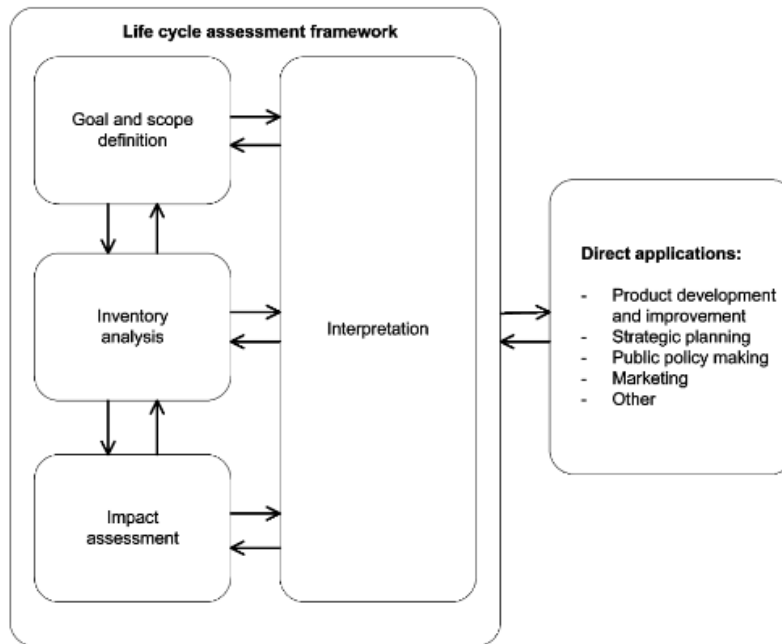 Life cycle assessment framework
Goal and scope
definition
Inventory
analysis
Impact
assessment
Interpretation
Direct applications:
- Product development
and improvement
- Strategic planning
- Public policy making
- Marketing
- Other